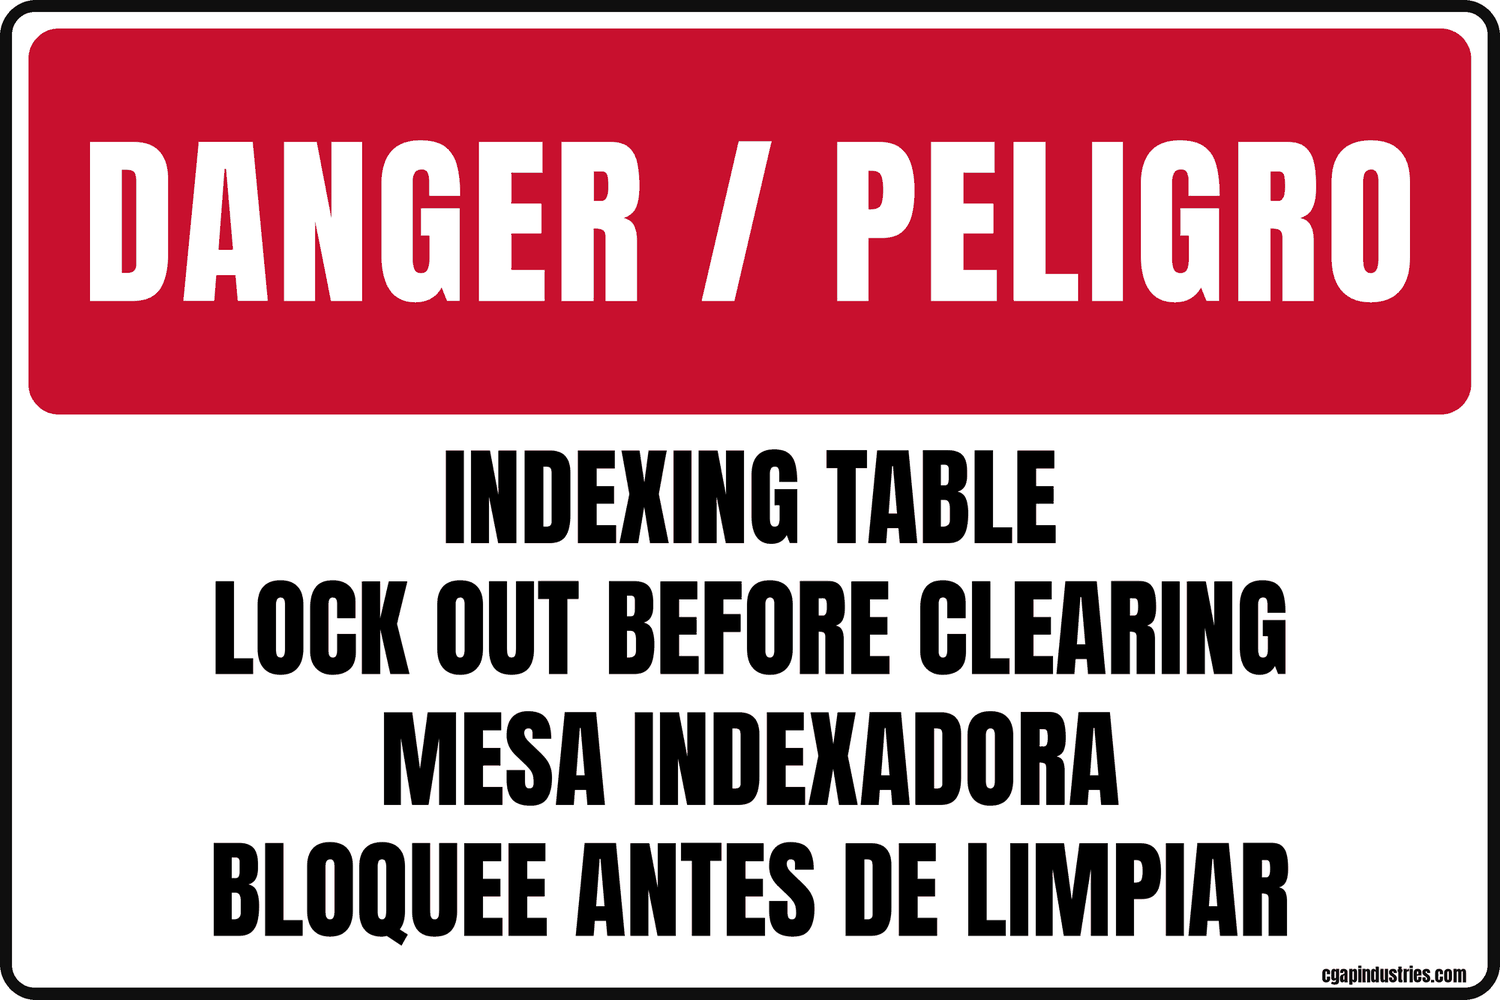 DANGER / PELIGRO
INDEXING TABLE
LOCK OUT BEFORE CLEARING
MESA INDEXADORA
BLOQUEE ANTES DE LIMPIAR
cgapindustries.com